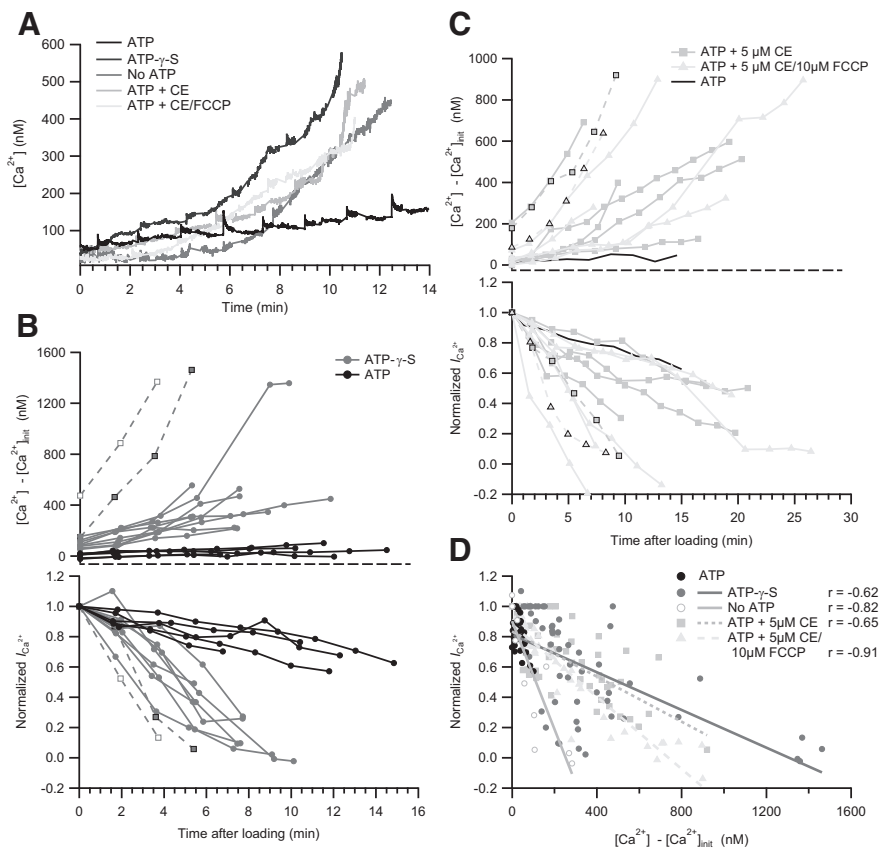 A
600
500
400
300
200
100
[Ca²⁺] (nM)
ATP
ATP-γ-S
No ATP
ATP + CE
ATP + CE/FCCP
0 2 4 6 8 10 12 14
Time (min)
B
1600
1200
800
400
0
[Ca²⁺] - [Ca²⁺]init (nM)
ATP-γ-S
ATP
1.2
1.0
0.8
0.6
0.4
0.2
0.0
-0.2
Normalized ICa²⁺
0 2 4 6 8 10 12 14 16
Time after loading (min)
C
1000
800
600
400
200
0
[Ca²⁺] - [Ca²⁺]init (nM)
ATP + 5 µM CE
ATP + 5 µM CE/10µM FCCP
ATP
1.2
1.0
0.8
0.6
0.4
0.2
0.0
-0.2
Normalized ICa²⁺
0 5 10 15 20 25 30
Time after loading (min)
D
1.2
1.0
0.8
0.6
0.4
0.2
0.0
-0.2
Normalized ICa²⁺
ATP
ATP-γ-S r = -0.62
No ATP r = -0.82
ATP + 5µM CE r = -0.65
ATP + 5µM CE/
10µM FCCP r = -0.91
0 400 800 1200 1600
[Ca²⁺] - [Ca²⁺]init (nM)